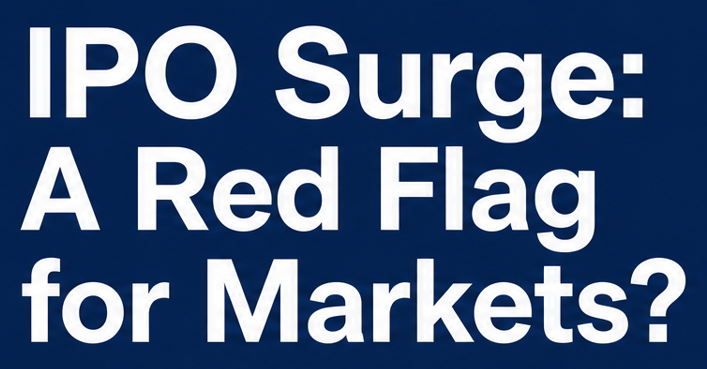 IPO Surge:
A Red Flag
for Markets?